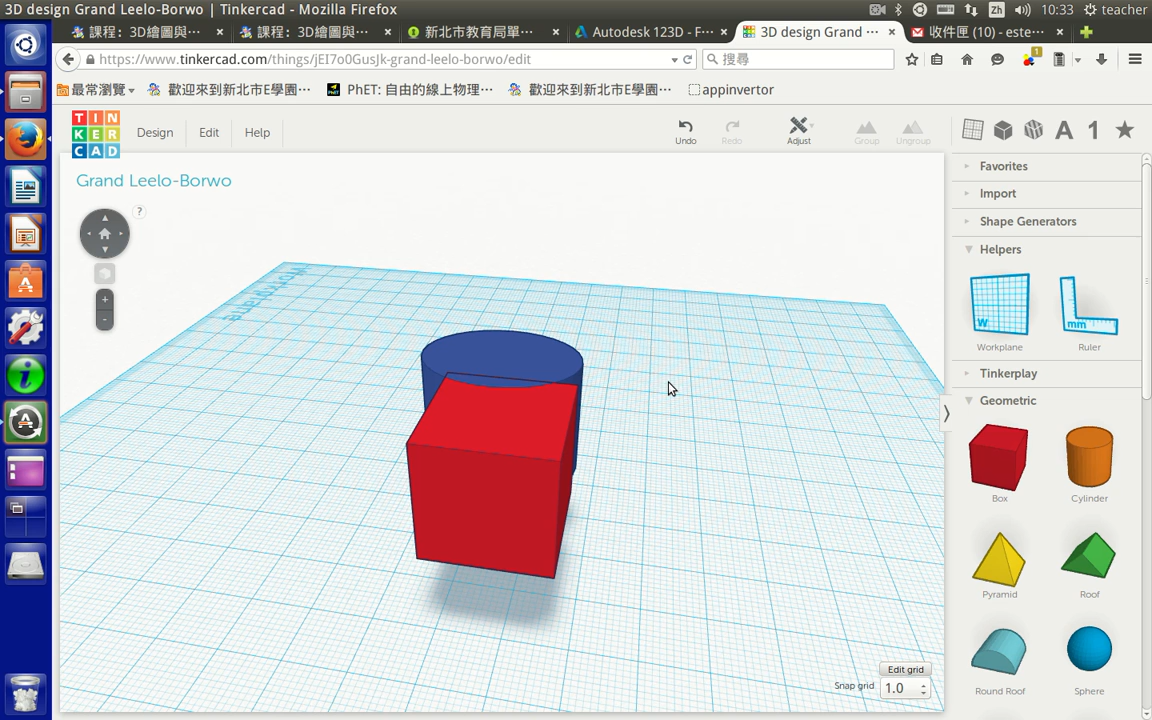 3D design Grand Leelo-Borwo | Tinkercad - Mozilla Firefox
Zh
10:33
teacher
課程：3D繪圖與···
課程：3D繪圖與···
新北市教育局單···
Autodesk 123D - F···
3D design Grand ···
收件匣 (10) - este···
https://www.tinkercad.com/things/jEI7o0GusJk-grand-leelo-borwo/edit
搜尋
1
最常瀏覽
歡迎來到新北市E學園···
PhET: 自由的線上物理···
歡迎來到新北市E學園···
appinvertor
TINKERCAD
Design
Edit
Help
Undo
Redo
Adjust
Group
Ungroup
A
1
Grand Leelo-Borwo
?
+
-
Workplane
Favorites
Import
Shape Generators
Helpers
W
mm
Workplane
Ruler
Tinkerplay
Geometric
Box
Cylinder
Pyramid
Roof
Round Roof
Sphere
Edit grid
Snap grid
1.0